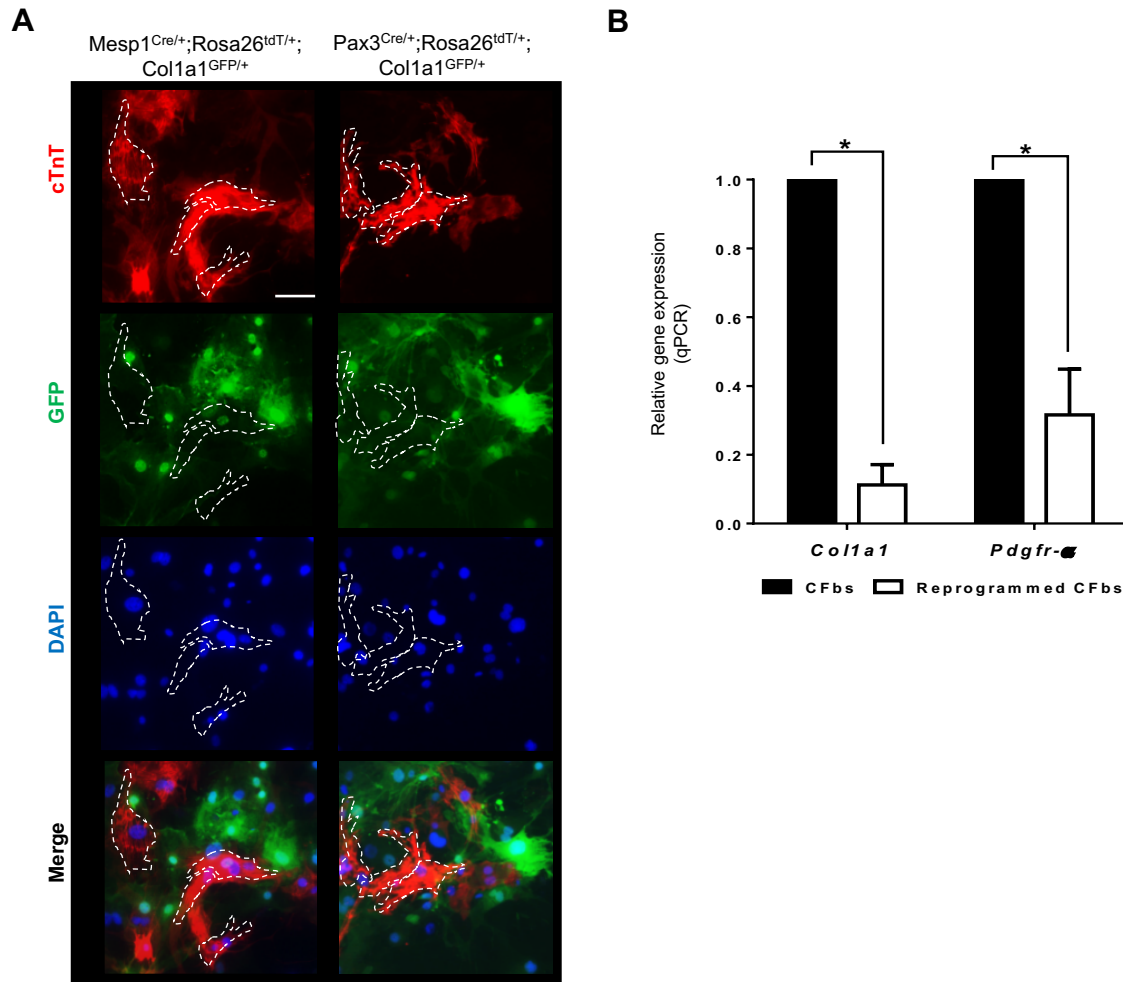 A
Mesp1Cre/+;Rosa26tdT/+;
Col1a1GFP/+
Pax3Cre/+;Rosa26tdT/+;
Col1a1GFP/+
cTnT
GFP
DAPI
Merge
B
*
*
Relative gene expression
(qPCR)
1.0
0.8
0.6
0.4
0.2
0.0
Col1a1
Pdgfr-
CFbs
Reprogrammed CFbs